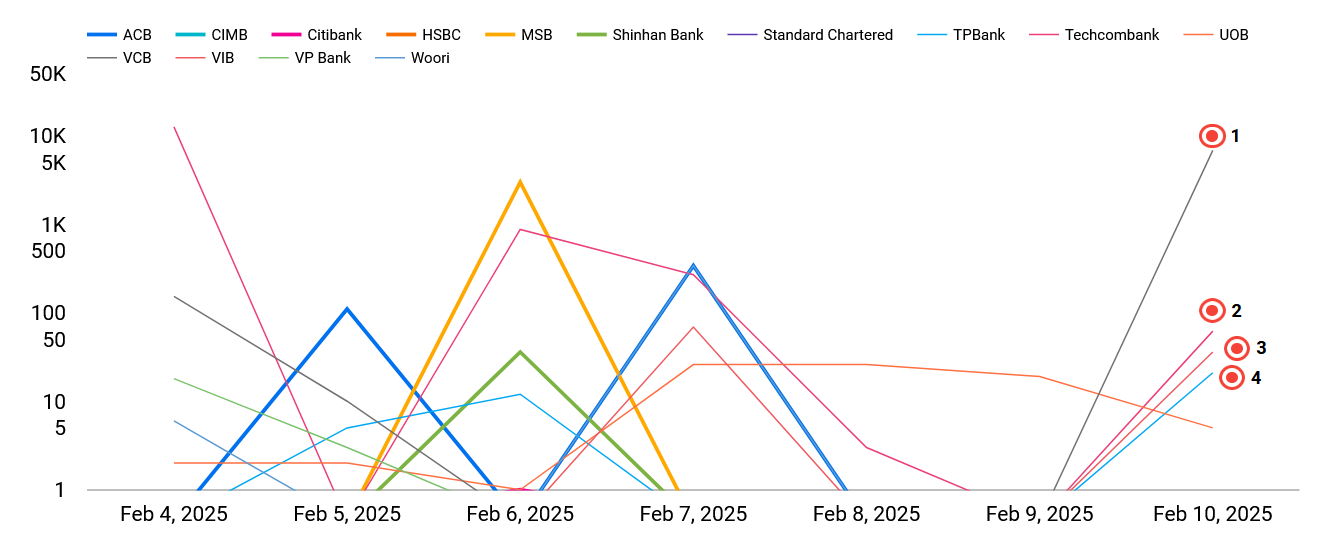 ACB CIMB Citibank HSBC MSB Shinhan Bank Standard Chartered TPBank Techcombank UOB
VCB VIB VP Bank Woori
50K
10K
5K
1K
500
100
50
10
5
1
1
2
3
4
Feb 4, 2025 Feb 5, 2025 Feb 6, 2025 Feb 7, 2025 Feb 8, 2025 Feb 9, 2025 Feb 10, 2025